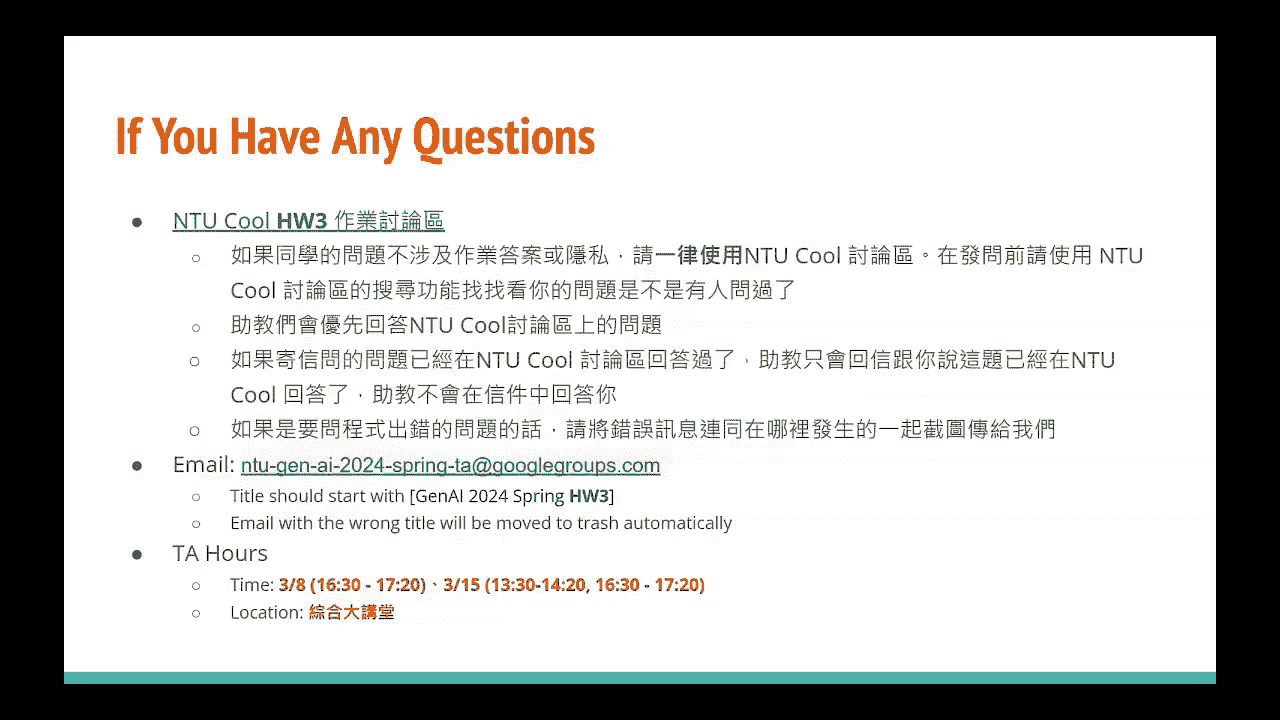 If You Have Any Questions
● NTU Cool HW3 作業討論區
○ 如果同學的問題不涉及作業答案或隱私，請一律使用NTU Cool 討論區。在發問前請使用 NTU
Cool 討論區的搜尋功能找找看你的問題是不是有人問過了
○ 助教們會優先回答NTU Cool討論區上的問題
○ 如果寄信問的問題已經在NTU Cool 討論區回答過了，助教只會回信跟你說這題已經在NTU
Cool 回答了，助教不會在信件中回答你
○ 如果是要問程式出錯的問題的話，請將錯誤訊息連同在哪裡發生的一起截圖傳給我們
● Email: ntu-gen-ai-2024-spring-ta@googlegroups.com
○ Title should start with [GenAI 2024 Spring HW3]
○ Email with the wrong title will be moved to trash automatically
● TA Hours
○ Time: 3/8 (16:30 - 17:20)、3/15 (13:30-14:20, 16:30 - 17:20)
○ Location: 綜合大講堂